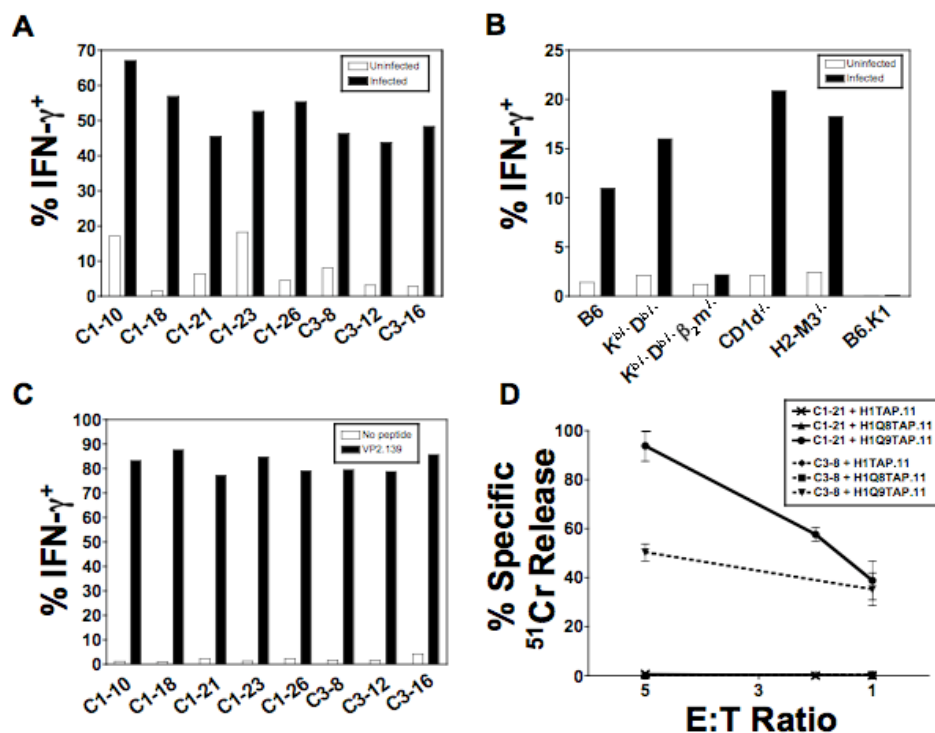 A
% IFN-γ+
70
60
50
40
30
20
10
0
Uninfected
Infected
C1-10
C1-18
C1-21
C1-23
C1-26
C3-8
C3-12
C3-16
B
% IFN-γ+
25
20
15
10
5
0
Uninfected
Infected
B6
Kb-/-Db-/-
Kb-/-Db-/-β2m-/-
CD1d-/-
H2-M3-/-
B6.K1
C
% IFN-γ+
100
90
80
70
60
50
40
30
20
10
0
No peptide
VP2.139
C1-10
C1-18
C1-21
C1-23
C1-26
C3-8
C3-12
C3-16
D
% Specific
51Cr Release
100
80
60
40
20
0
C1-21 + H1TAP.11
C1-21 + H1Q8TAP.11
C1-21 + H1Q9TAP.11
C3-8 + H1TAP.11
C3-8 + H1Q8TAP.11
C3-8 + H1Q9TAP.11
5
3
1
E:T Ratio